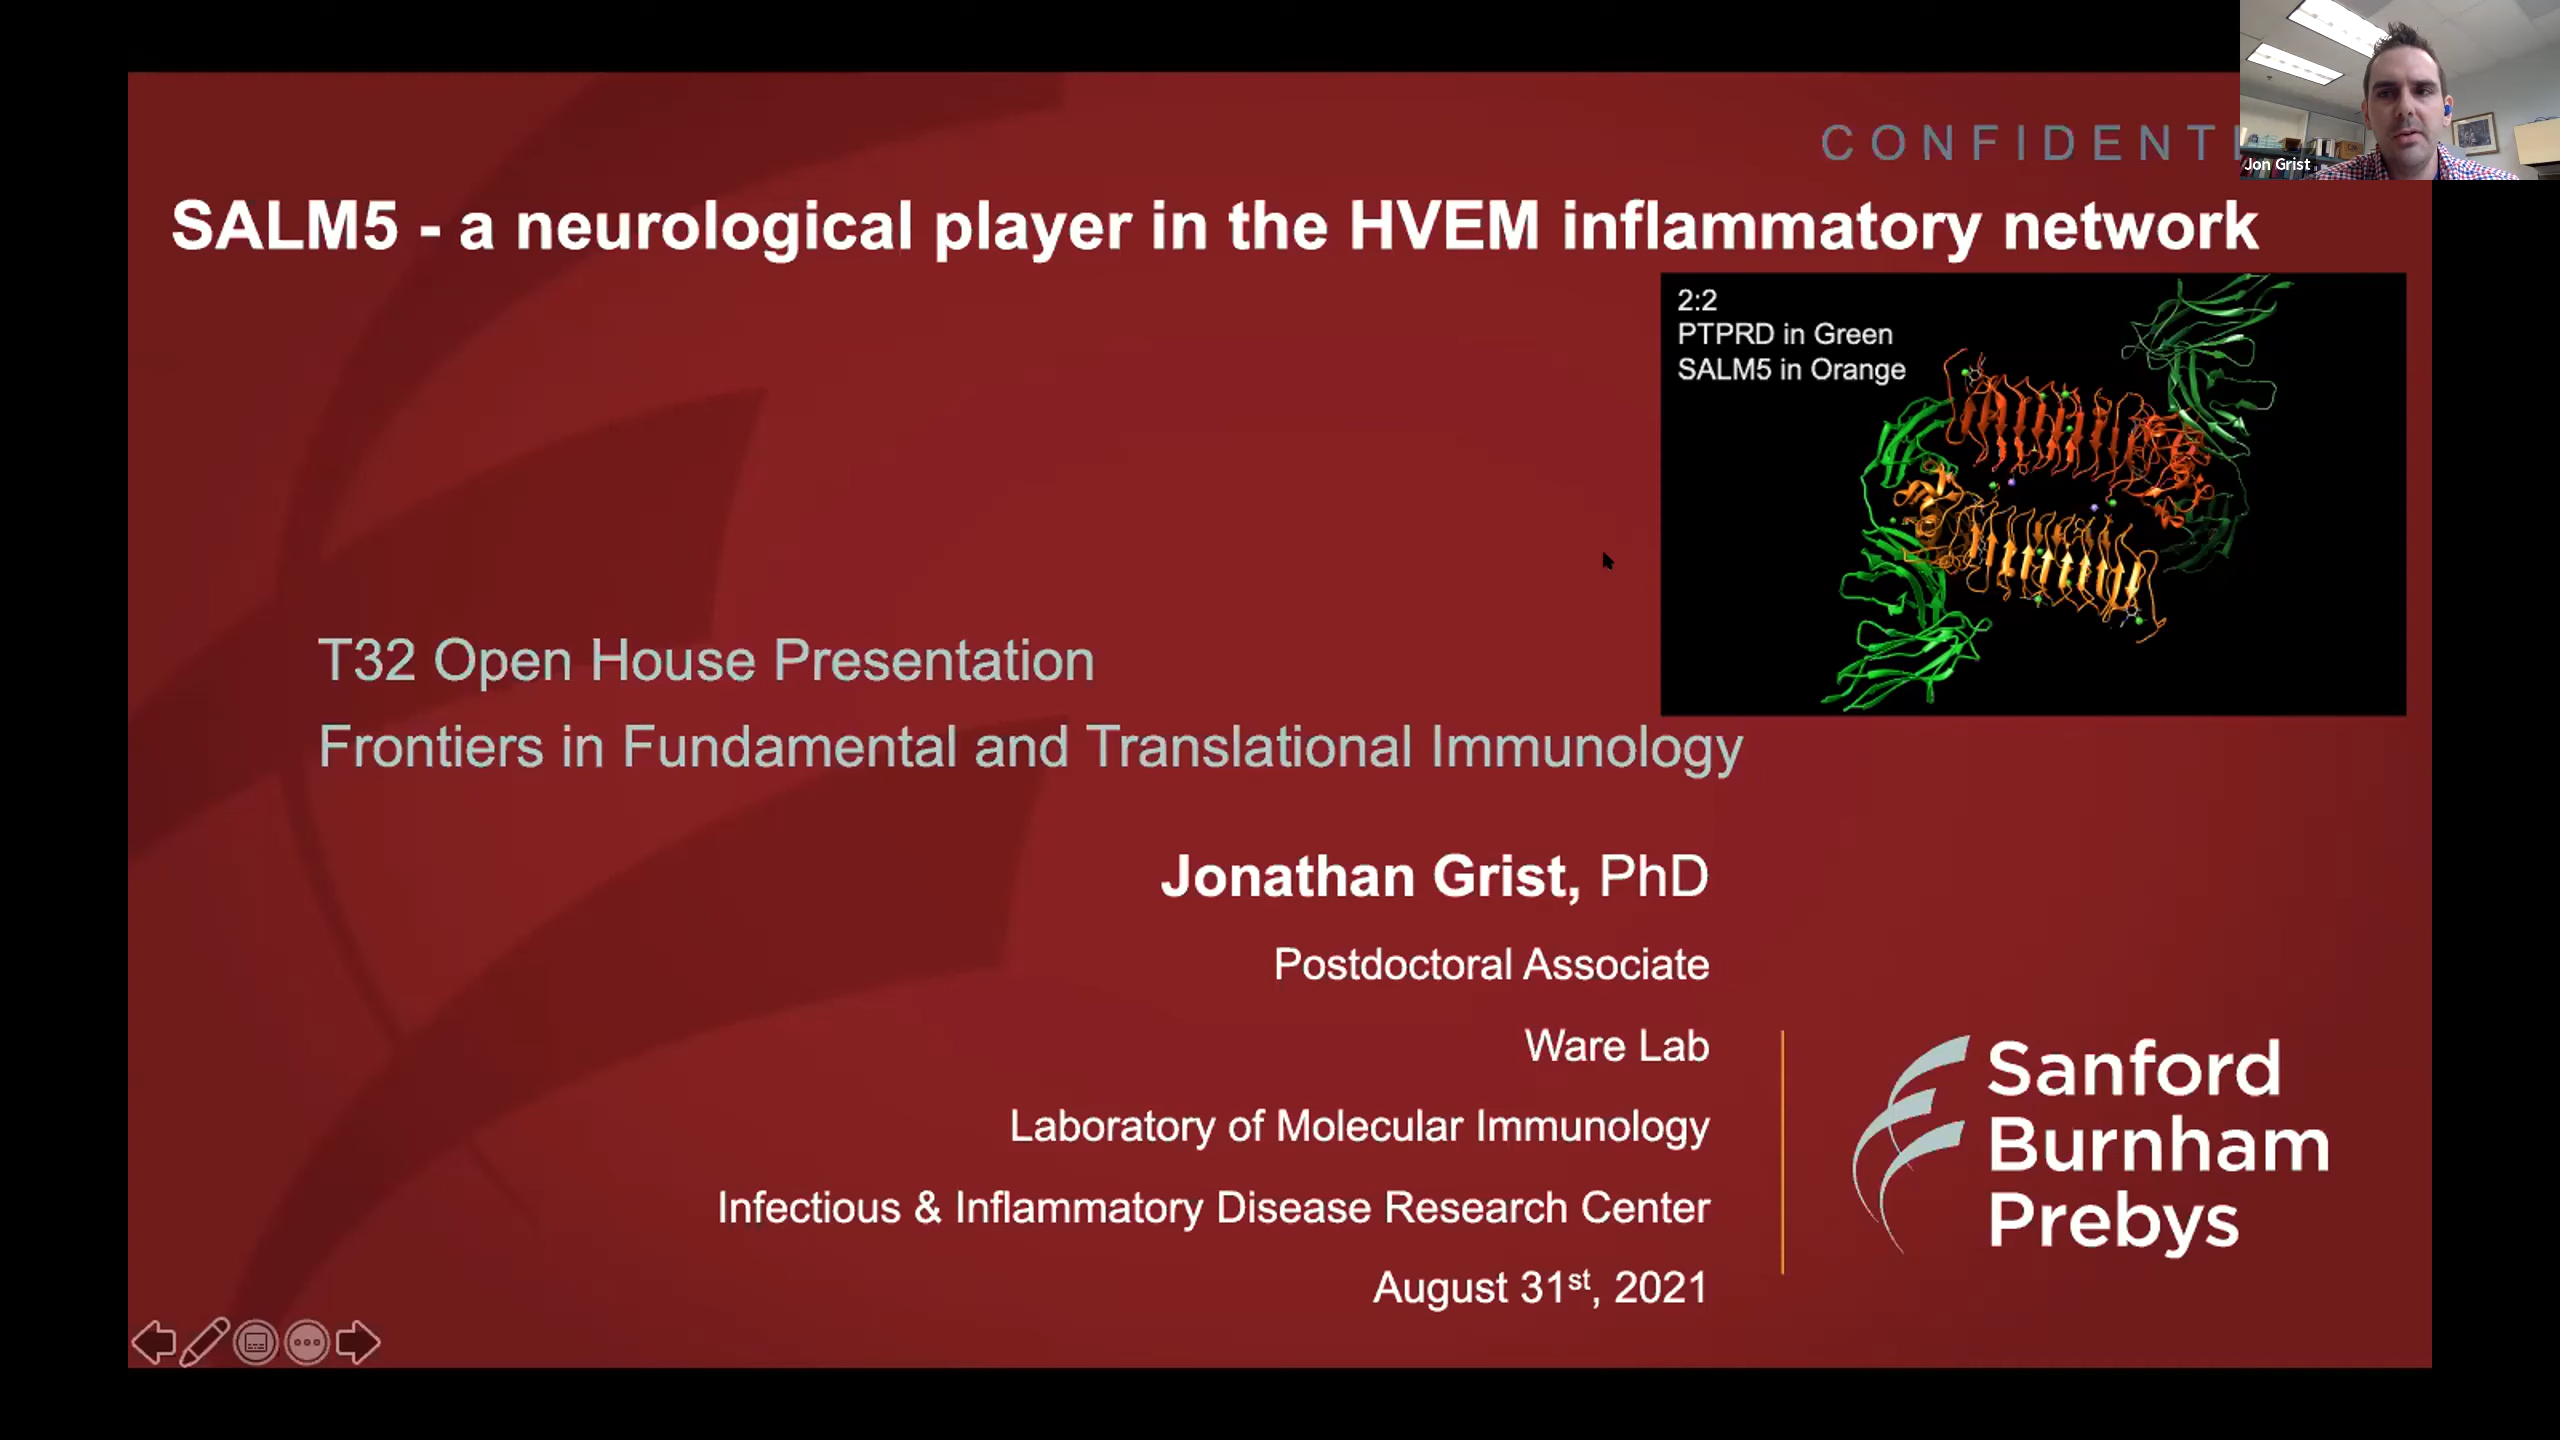 CONFIDENTI
Jon Grist
SALM5 - a neurological player in the HVEM inflammatory network
2:2
PTPRD in Green
SALM5 in Orange
T32 Open House Presentation
Frontiers in Fundamental and Translational Immunology
Jonathan Grist, PhD
Postdoctoral Associate
Ware Lab
Laboratory of Molecular Immunology
Infectious & Inflammatory Disease Research Center
August 31st, 2021
Sanford
Burnham
Prebys